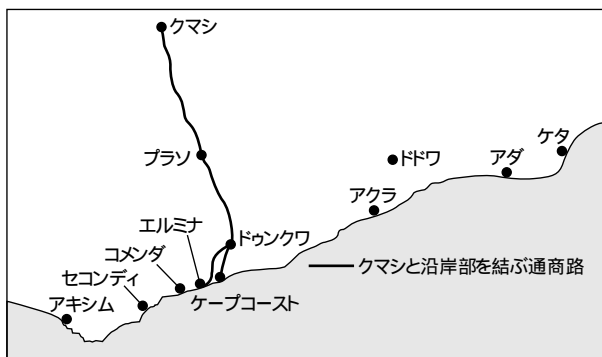 クマシ
プラソ
ドドワ
ケタ
アダ
アクラ
エルミナ
ドゥンクワ
コメンダ
セコンディ
アキシム
ケープコースト
クマシと沿岸部を結ぶ通商路